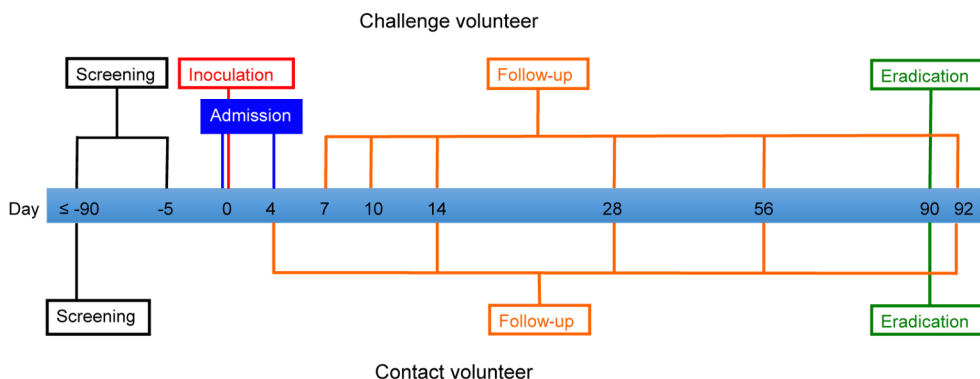 Challenge volunteer
Screening
Inoculation
Follow-up
Eradication
Admission
Day ≤ -90 -5 0 4 7 10 14 28 56 90 92
Screening
Follow-up
Eradication
Contact volunteer